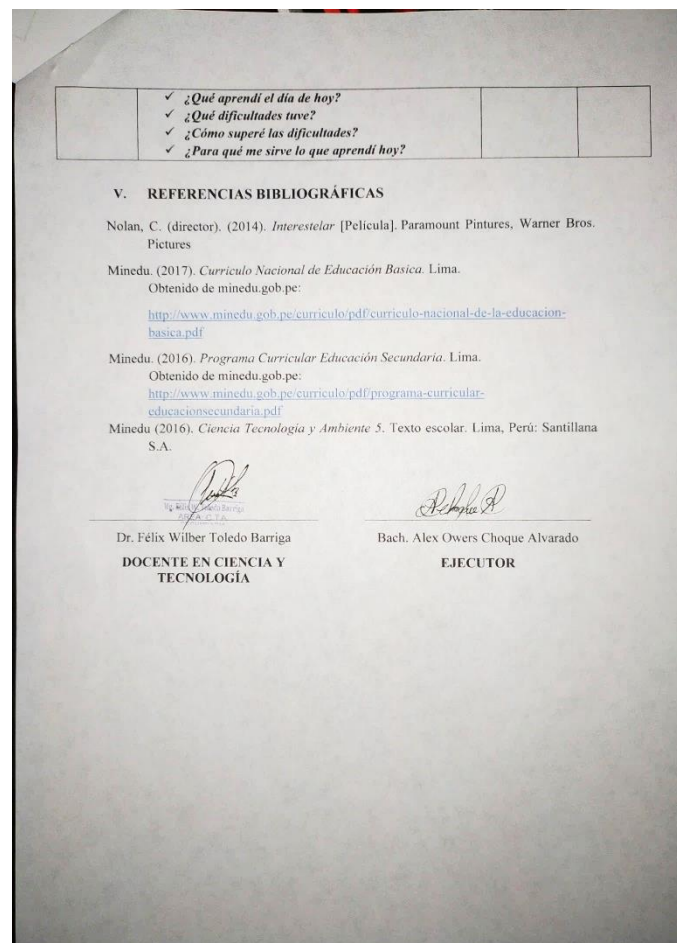 ✓ ¿Qué aprendí el día de hoy?
✓ ¿Qué dificultades tuve?
✓ ¿Cómo superé las dificultades?
✓ ¿Para qué me sirve lo que aprendí hoy?
V. REFERENCIAS BIBLIOGRÁFICAS
Nolan, C. (director). (2014). Interestelar [Película]. Paramount Pintures, Warner Bros.
Pictures
Minedu. (2017). Curriculo Nacional de Educación Basica. Lima.
Obtenido de minedu.gob.pe:
http://www.minedu.gob.pe/curriculo/pdf/curriculo-nacional-de-la-educacion-
basica.pdf
Minedu. (2016). Programa Curricular Educación Secundaria. Lima.
Obtenido de minedu.gob.pe:
http://www.minedu.gob.pe/curriculo/pdf/programa-curricular-
educacionsecundaria.pdf
Minedu (2016). Ciencia Tecnología y Ambiente 5. Texto escolar. Lima, Perú: Santillana
S.A.
Toledo Barriga
AREA C.T.A.
Dr. Félix Wilber Toledo Barriga
DOCENTE EN CIENCIA Y
TECNOLOGÍA
Bach. Alex Owers Choque Alvarado
EJECUTOR